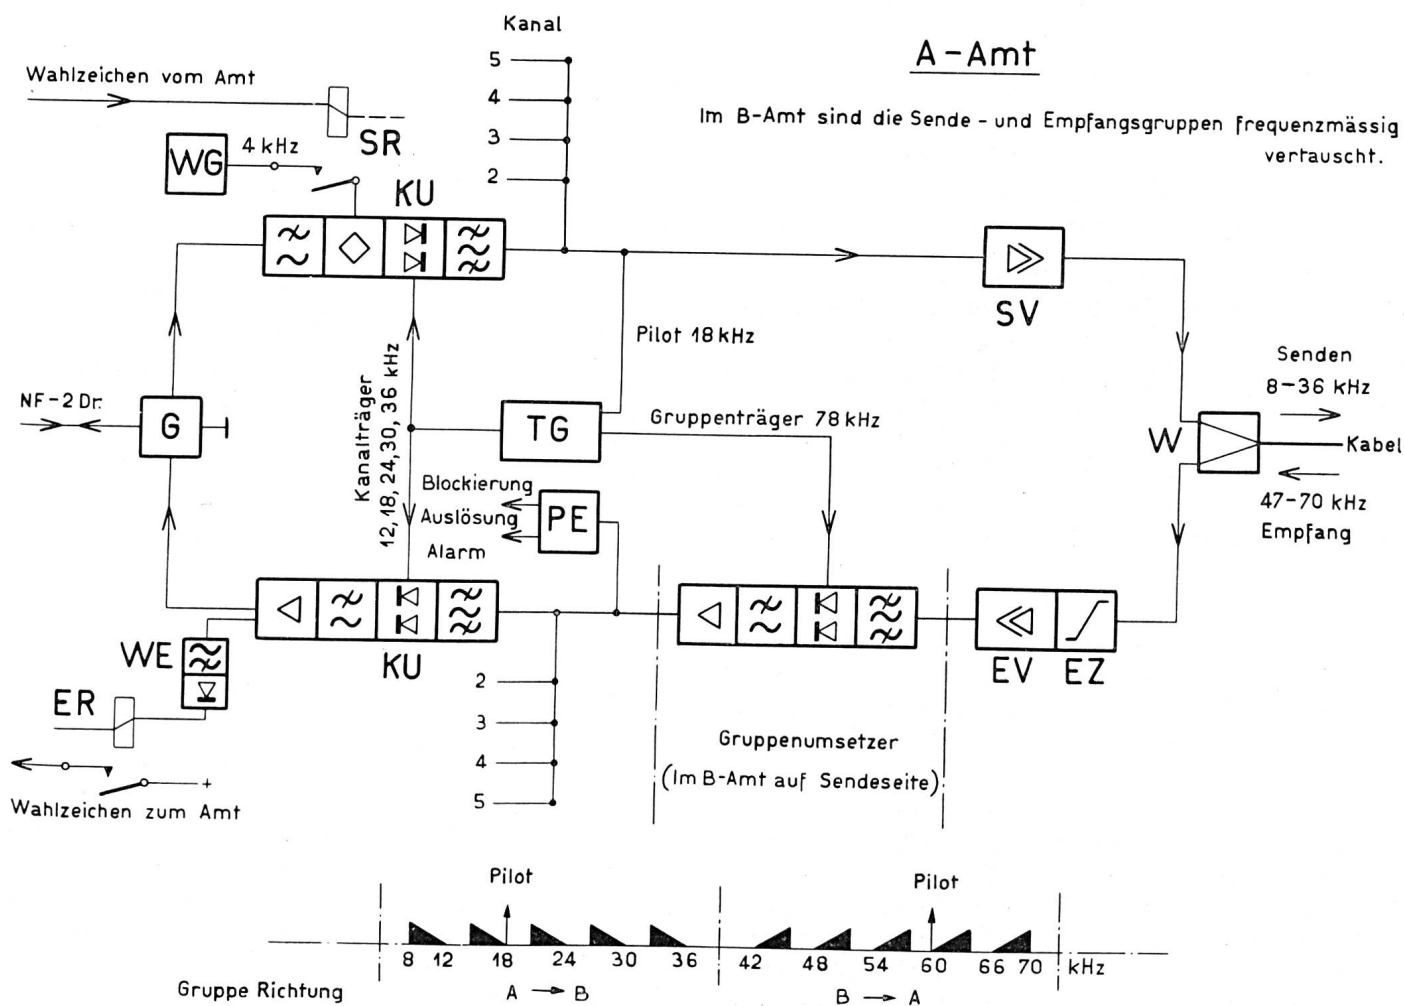 Kanal
A-Amt
5
Wahlzeichen vom Amt
4
Im B-Amt sind die Sende- und Empfangsgruppen frequenzmässig
vertauscht.
SR
3
WG
4 kHz
2
KU
SV
Pilot 18 kHz
Senden
8-36 kHz
Kanalträger
12, 18, 24, 30, 36 kHz
NF-2 Dr.
G
TG
Gruppenträger 78 kHz
W
Kabel
47-70 kHz
Empfang
Blockierung
Auslösung
Alarm
PE
WE
KU
EV
EZ
ER
2
3
4
5
Gruppenumsetzer
(Im B-Amt auf Sendeseite)
+
Wahlzeichen zum Amt
Pilot
Pilot
8 12 18 24 30 36 42 48 54 60 66 70 kHz
Gruppe Richtung A → B B → A